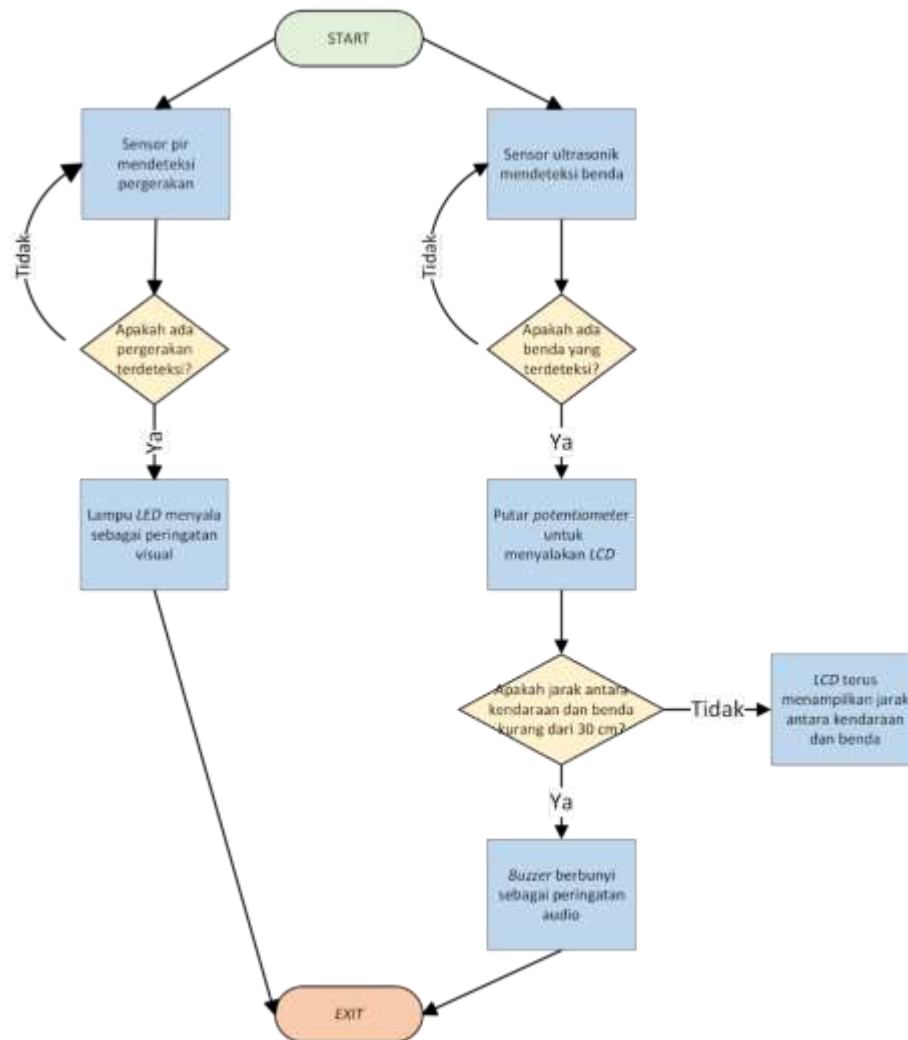 START
Sensor pir
mendeteksi
pergerakan
Sensor ultrasonik
mendeteksi benda
Tidak
Tidak
Apakah ada
pergerakan
terdeteksi?
Apakah ada
benda yang
terdeteksi?
Ya
Ya
Lampu LED menyala
sebagai peringatan
visual
Putar potentiometer
untuk
menyalakan LCD
Apakah jarak antara
kendaraan dan benda
kurang dari 30 cm?
Tidak
LCD terus
menampilkan jarak
antara kendaraan
dan benda
Ya
Buzzer berbunyi
sebagai peringatan
audio
EXIT